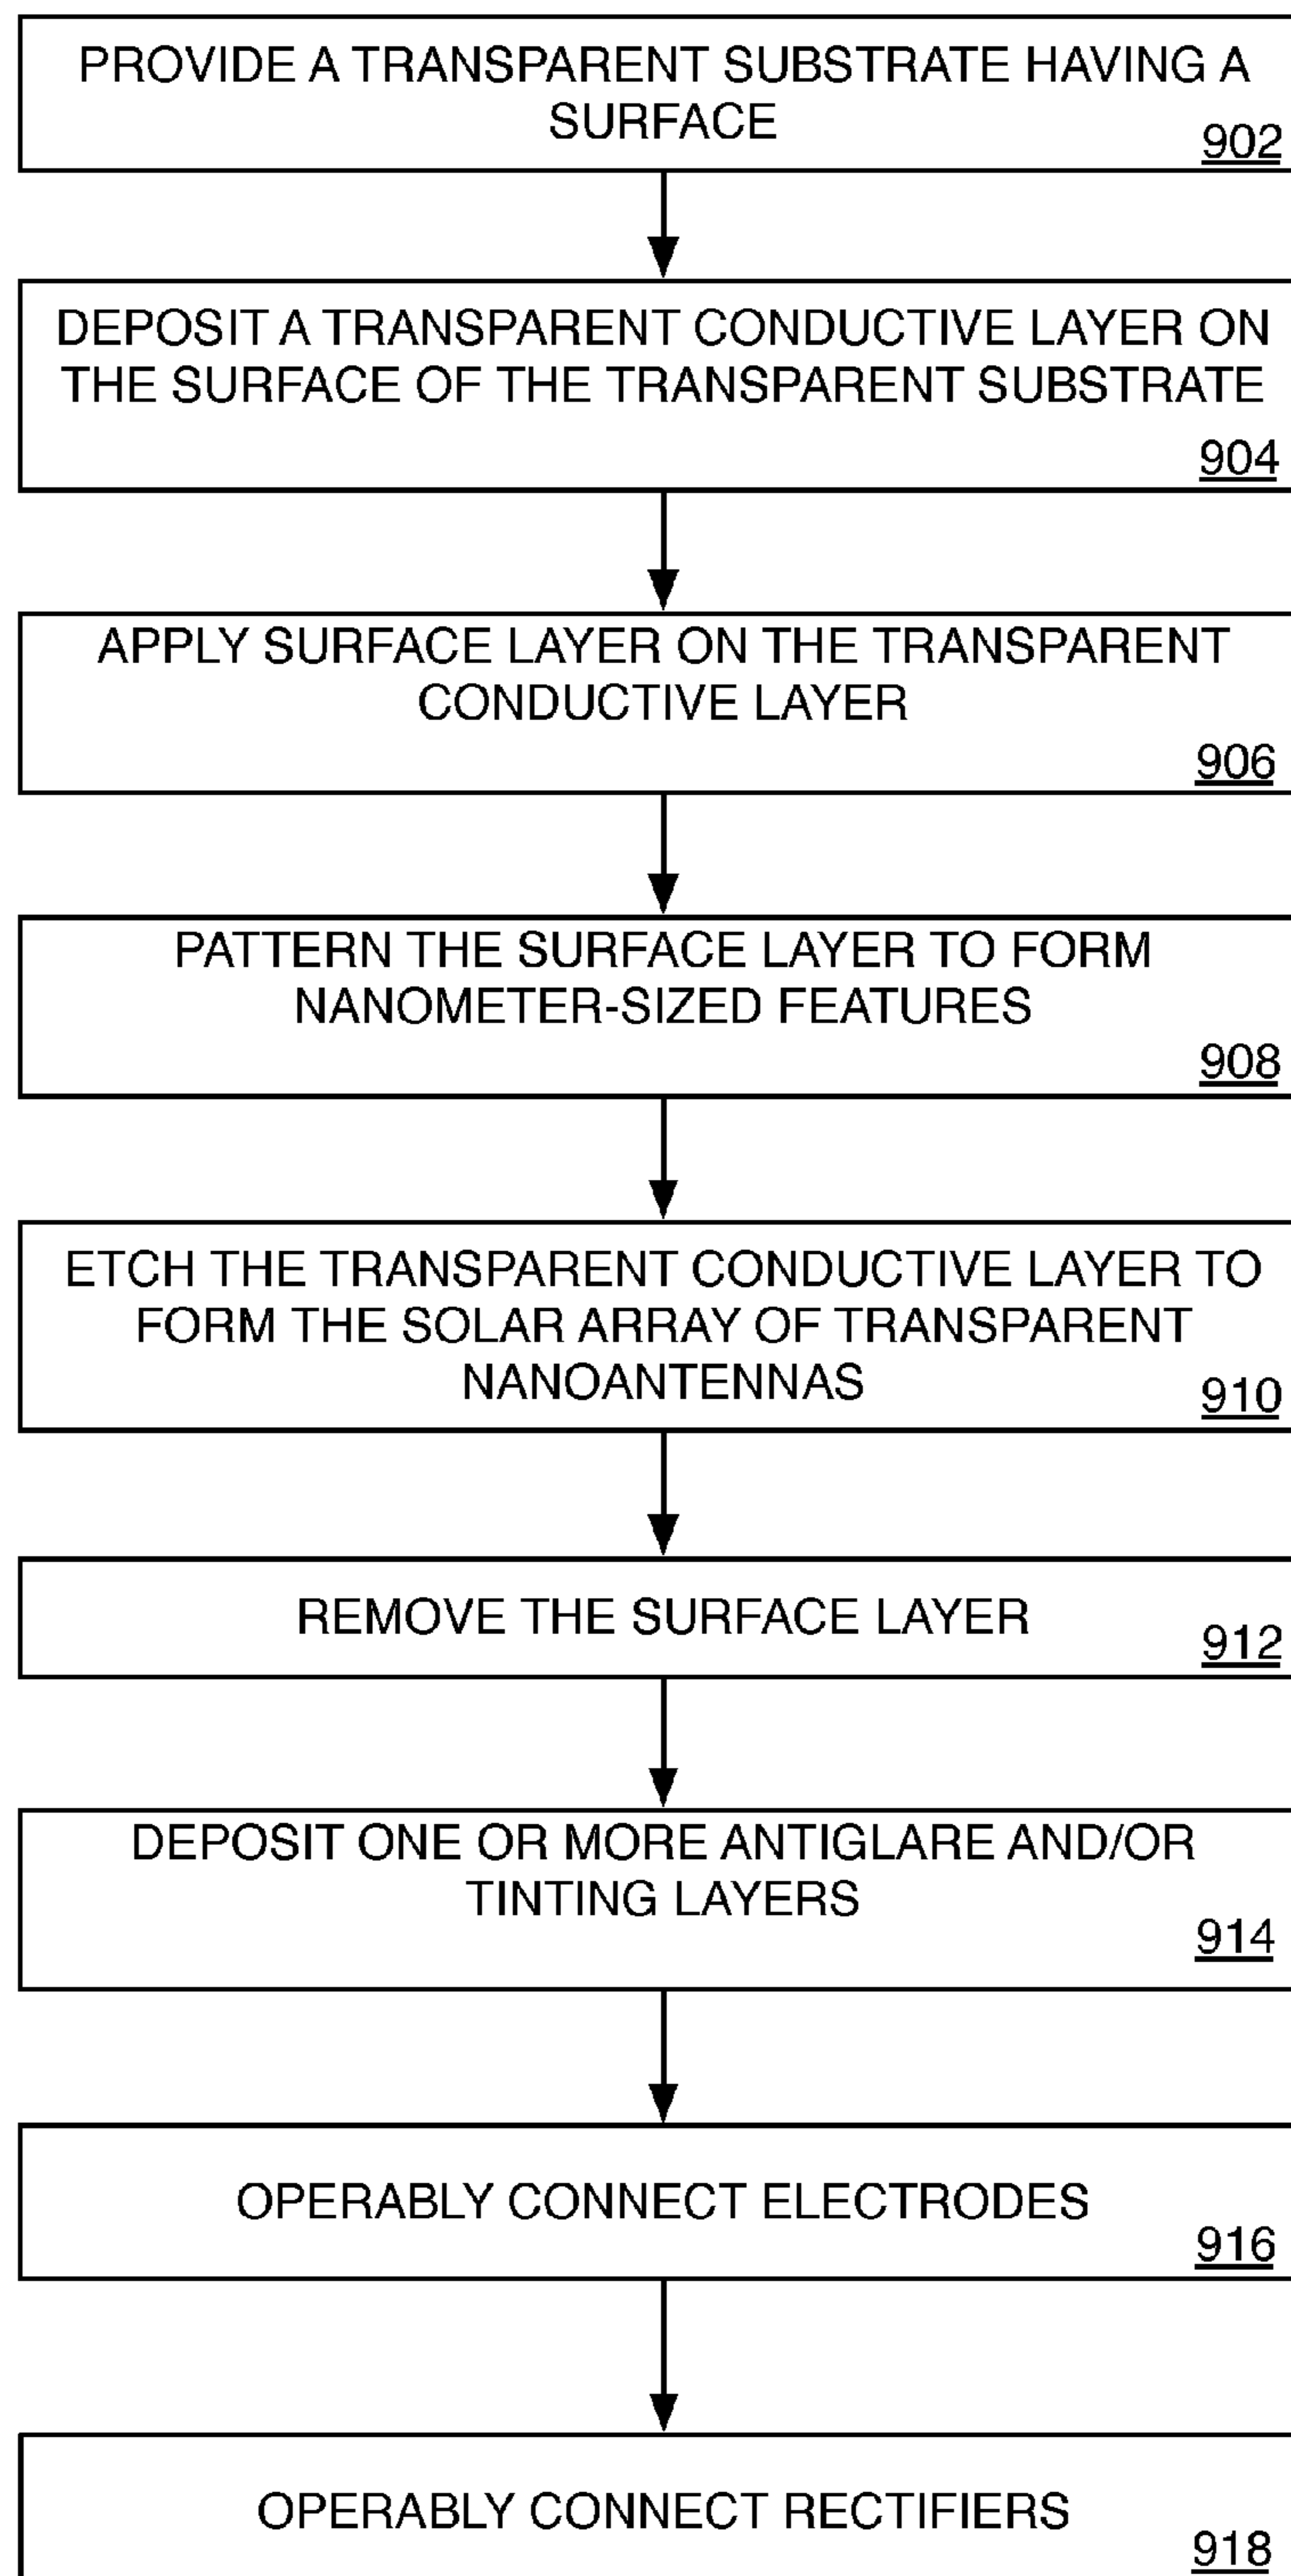 PROVIDE A TRANSPARENT SUBSTRATE HAVING A
SURFACE
902
DEPOSIT A TRANSPARENT CONDUCTIVE LAYER ON
THE SURFACE OF THE TRANSPARENT SUBSTRATE
904
APPLY SURFACE LAYER ON THE TRANSPARENT
CONDUCTIVE LAYER
906
PATTERN THE SURFACE LAYER TO FORM
NANOMETER-SIZED FEATURES
908
ETCH THE TRANSPARENT CONDUCTIVE LAYER TO
FORM THE SOLAR ARRAY OF TRANSPARENT
NANOANTENNAS
910
REMOVE THE SURFACE LAYER
912
DEPOSIT ONE OR MORE ANTIGLARE AND/OR
TINTING LAYERS
914
OPERABLY CONNECT ELECTRODES
916
OPERABLY CONNECT RECTIFIERS
918